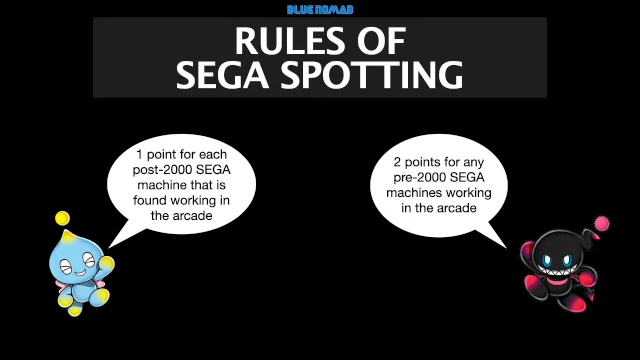 BLUE NOMAD
RULES OF
SEGA SPOTTING
1 point for each
post-2000 SEGA
machine that is
found working in
the arcade
2 points for any
pre-2000 SEGA
machines working
in the arcade